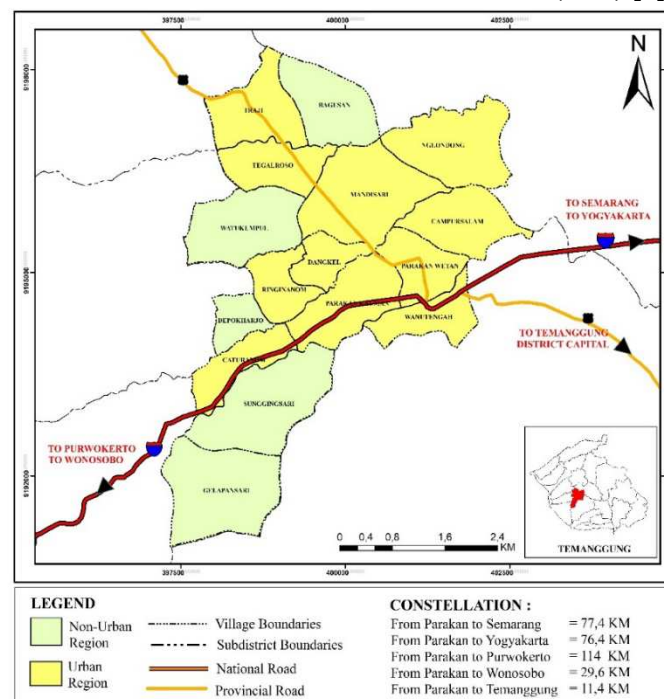 397500
400000
402500
N
9198000
TRAJI
BAGUSAN
NGLONDONG
TEGALROSO
MANDISARI
WATUKUMPUL
CAMPURSALAM
TO SEMARANG
TO YOGYAKARTA
9195000
DANGKEL
PARAKAN WETAN
RINGINANOM
PARAKAN
DEPOKHARJO
WANUTENGAH
TO TEMANGGUNG
DISTRICT CAPITAL
CATURANOM
SUNGGINGSARI
TO PURWOKERTO
TO WONOSOBO
9192000
GLAPANSARI
0 0,4 0,8 1,6 2,4
KM
TEMANGGUNG
397500
400000
402500
LEGEND
Non-Urban
Region
Urban
Region
Village Boundaries
Subdistrict Boundaries
National Road
Provincial Road
CONSTELLATION :
From Parakan to Semarang = 77,4 KM
From Parakan to Yogyakarta = 76,4 KM
From Parakan to Purwokerto = 114 KM
From Parakan to Wonosobo = 29,6 KM
From Parakan to Temanggung = 11,4 KM